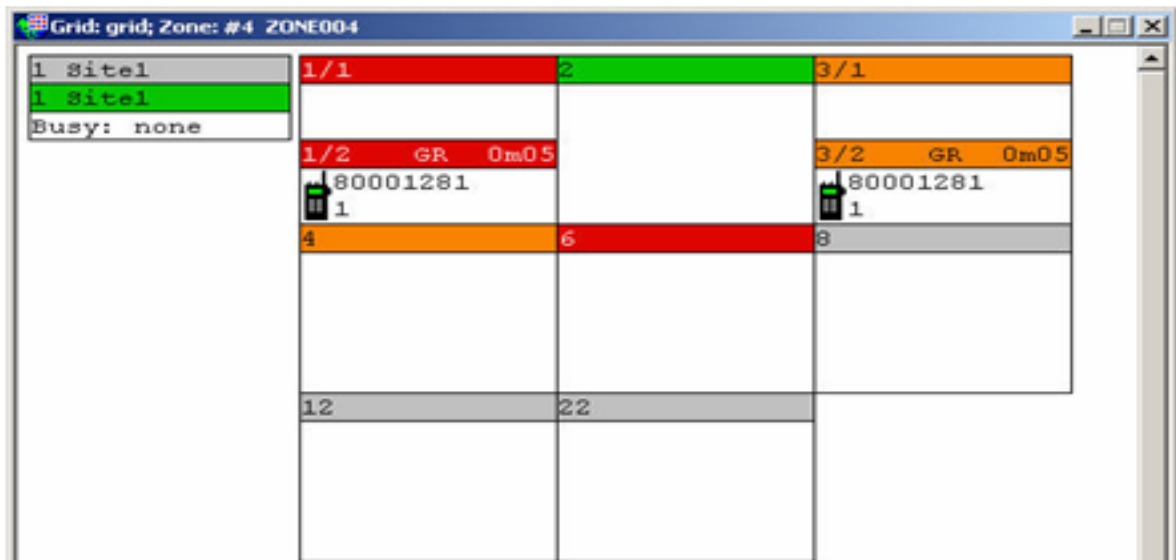 Grid: grid; Zone: #4 ZONE004
1 Site1
1 Site1
Busy: none
1/1
2
3/1
1/2 GR 0m05
80001281
1
3/2 GR 0m05
80001281
1
4
6
8
12
22